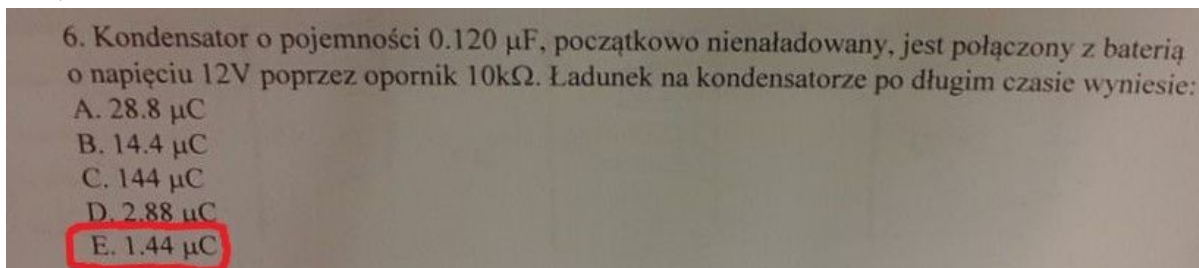 6. Kondensator o pojemności 0.120 μF, początkowo nienaładowany, jest połączony z baterią
o napięciu 12V poprzez opornik 10kΩ. Ładunek na kondensatorze po długim czasie wyniesie:
A. 28.8 μC
B. 14.4 μC
C. 144 μC
D. 2.88 μC
E. 1.44 μC